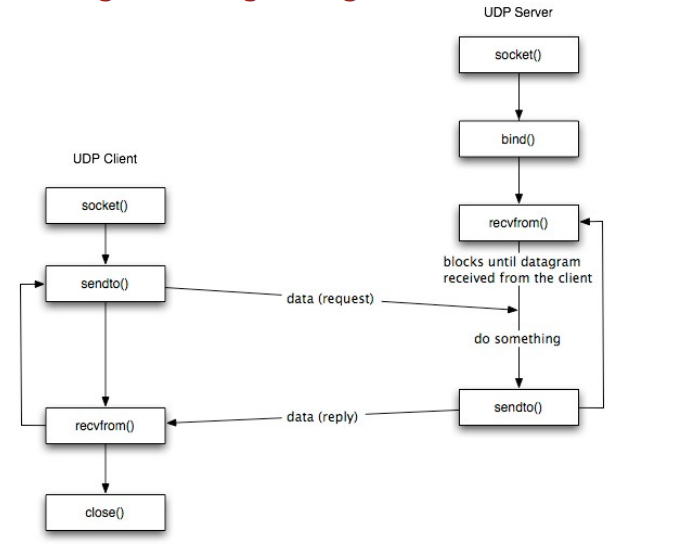 UDP Server
socket()
bind()
UDP Client
socket()
recvfrom()
blocks until datagram
received from the client
sendto()
data (request)
do something
sendto()
data (reply)
recvfrom()
close()